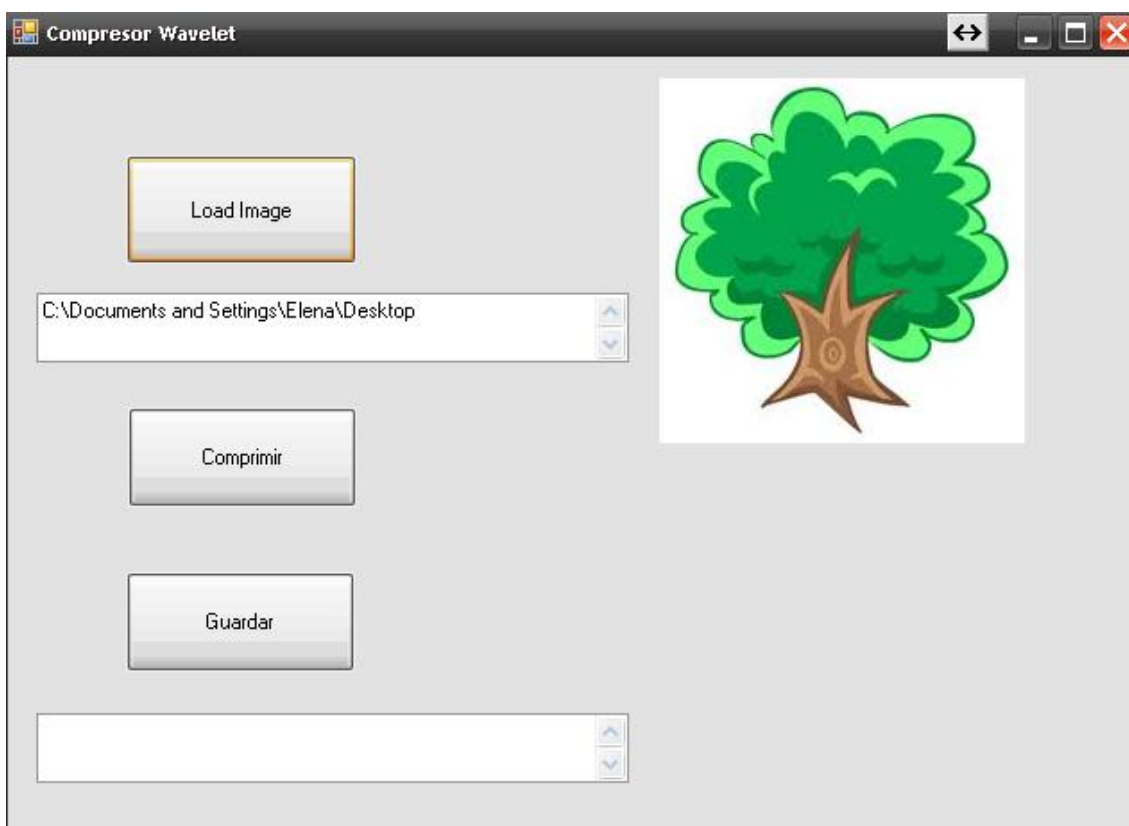 Compresor Wavelet
Load Image
C:\Documents and Settings\Elena\Desktop
Comprimir
Guardar